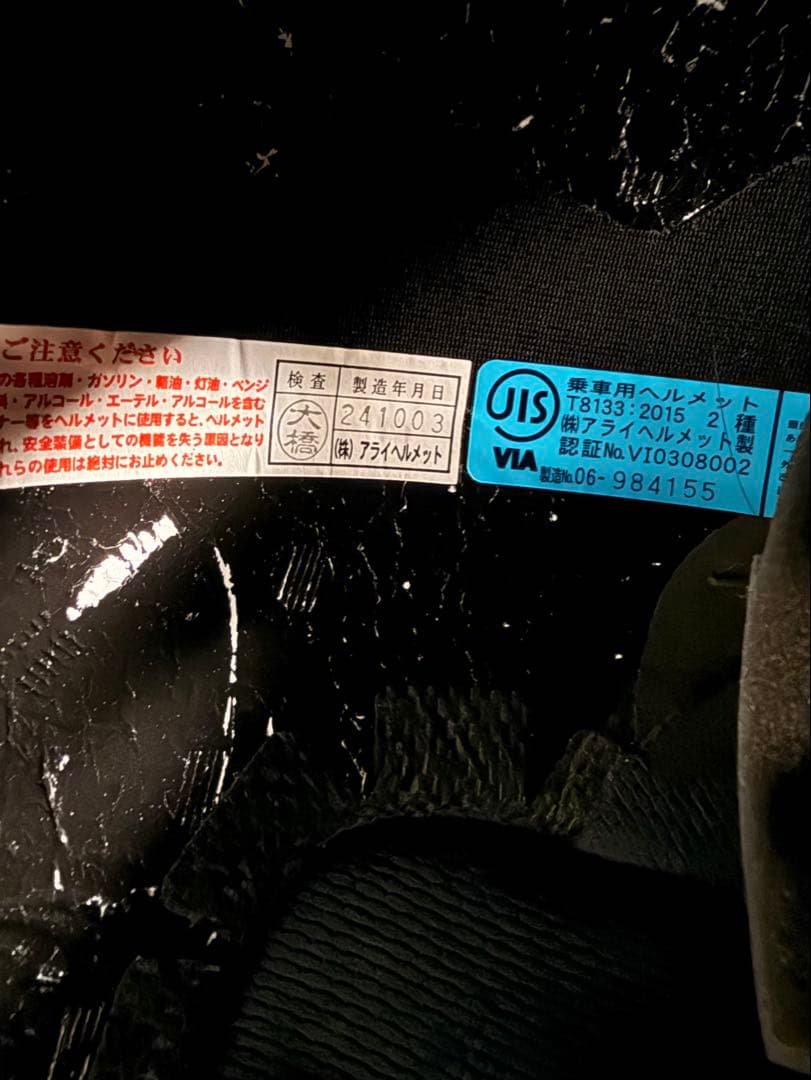 ご注意ください
の各種溶剤・ガソリン・軽油・灯油・ベンジ
・アルコール・エーテル・アルコールを含む
ナー等をヘルメットに使用すると、ヘルメット
れ、安全装備としての機能を失う原因となり
れらの使用は絶対にお止めください。
検査 製造年月日
大橋 241003
(株)アライヘルメット
JIS
乗車用ヘルメット
T8133:2015 2種
(株)アライヘルメット製
認証No.VI0308002
VIA
製造No.06-984155